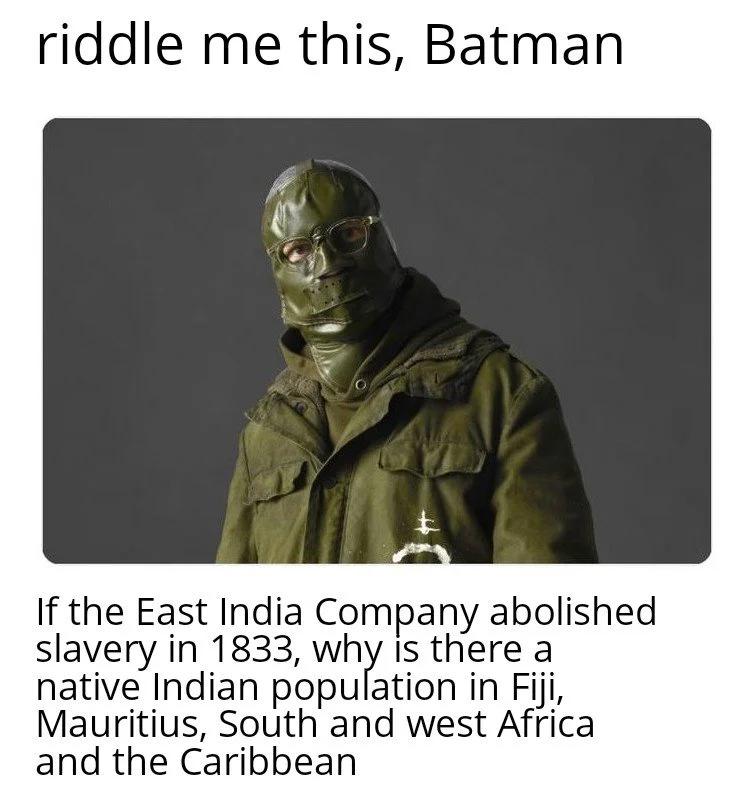 riddle me this, Batman
If the East India Company abolished
slavery in 1833, why is there a
native Indian population in Fiji,
Mauritius, South and west Africa
and the Caribbean